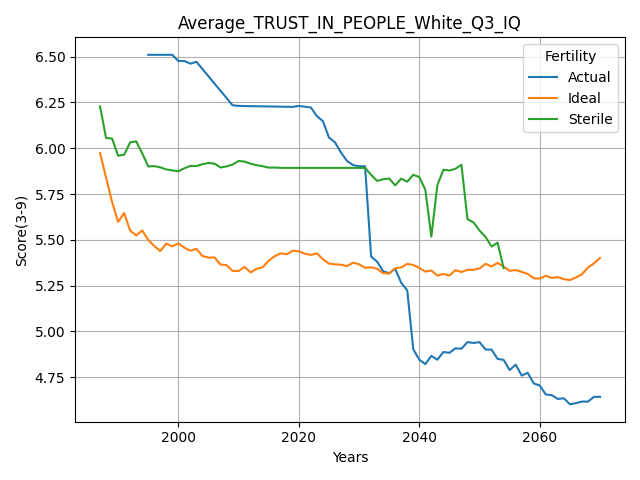 Average_TRUST_IN_PEOPLE_White_Q3_IQ
Fertility
Actual
Ideal
Sterile
Score(3-9)
6.50
6.25
6.00
5.75
5.50
5.25
5.00
4.75
2000 2020 2040 2060
Years